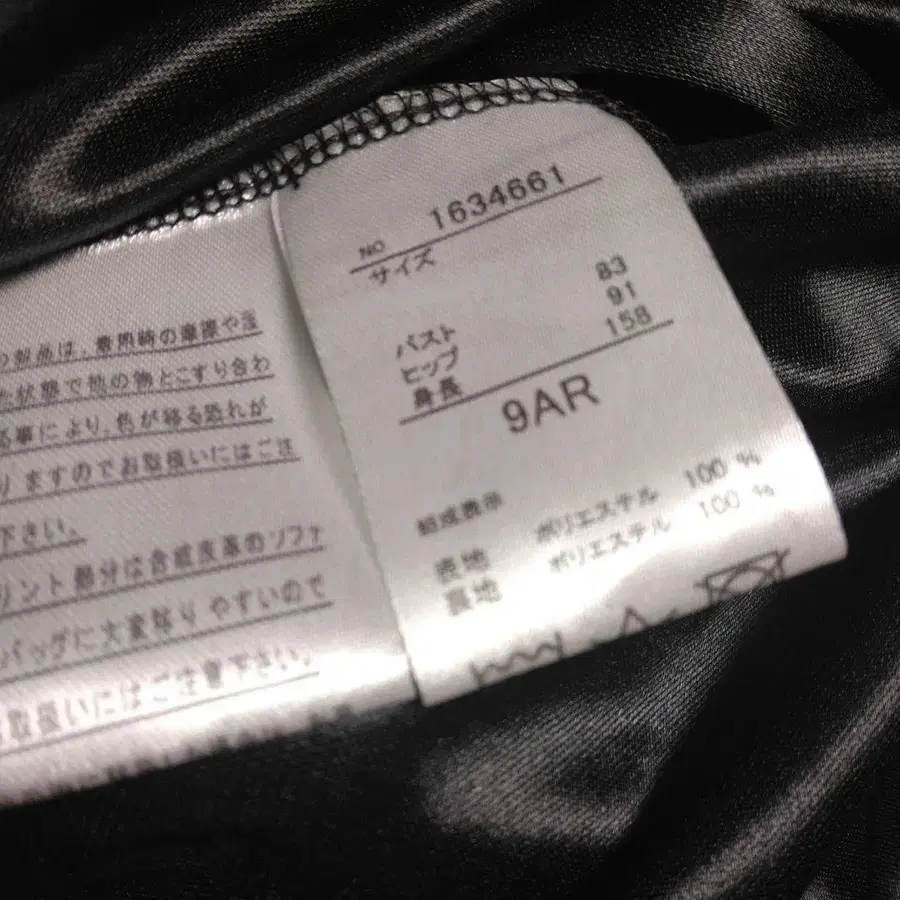 の製品は、着用時の摩擦や湿
た状態で他の物とこすり合わ
る事により、色が移る恐れが
りますのでお取扱いにはご注
下さい。
リント部分は合成皮革のソファ
バッグに大変移りやすいので
取扱いにはご注意下さい。
NO 1634661
サイズ
バスト 83
ヒップ 91
身長 158
9AR
組成表示
表地 ポリエステル 100 %
裏地 ポリエステル 100 %